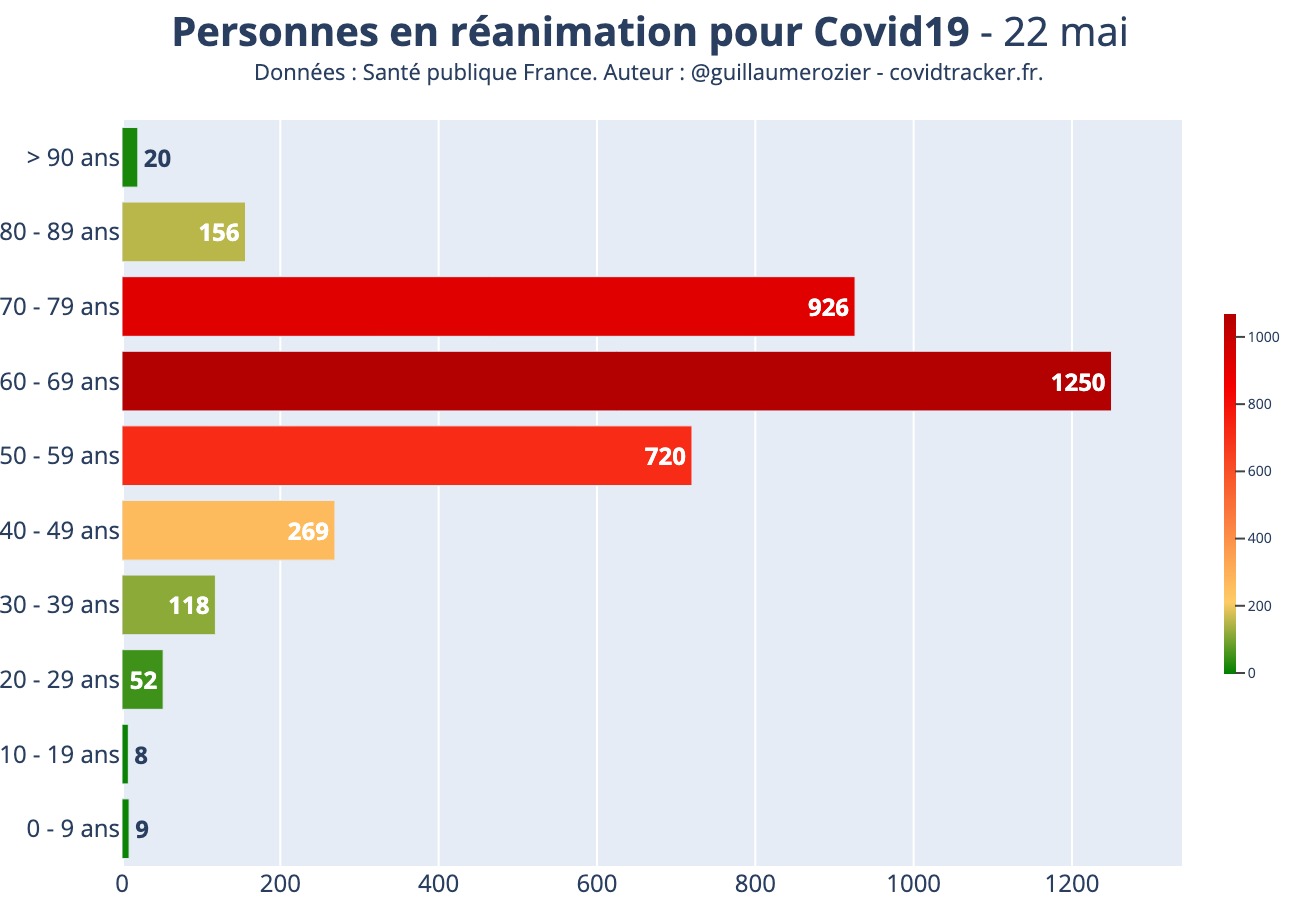 Personnes en réanimation pour Covid19 - 22 mai
Données : Santé publique France. Auteur : @guillaumerozier - covidtracker.fr.
> 90 ans 20
80 - 89 ans 156
70 - 79 ans 926
60 - 69 ans 1250
50 - 59 ans 720
40 - 49 ans 269
30 - 39 ans 118
20 - 29 ans 52
10 - 19 ans 8
0 - 9 ans 9
0 200 400 600 800 1000 1200
1000
800
600
400
200
0